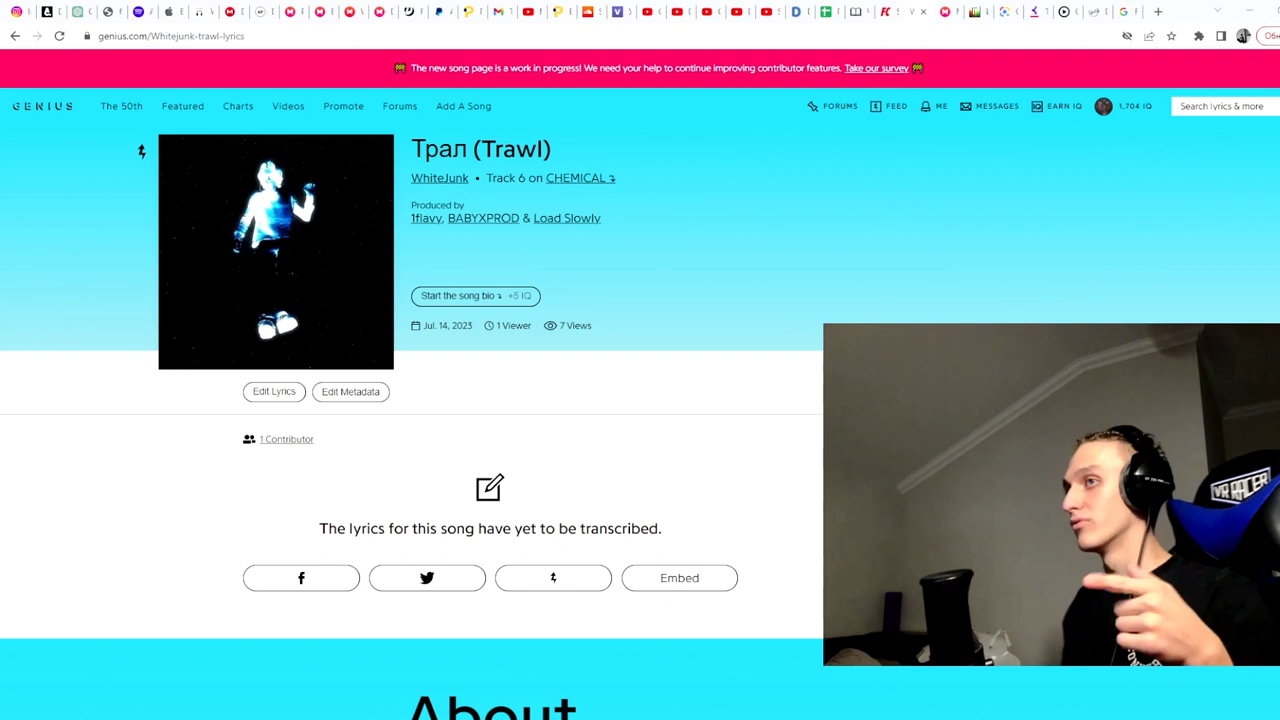 genius.com/Whitejunk-trawl-lyrics
🚧 The new song page is a work in progress! We need your help to continue improving contributor features. Take our survey 🚧
GENIUS The 50th Featured Charts Videos Promote Forums Add A Song FORUMS FEED ME MESSAGES EARN IQ 1,704 IQ Search lyrics & more
Трал (Trawl)
WhiteJunk • Track 6 on CHEMICAL
Produced by
1flavy, BABYXPROD & Load Slowly
Start the song bio +5 IQ
Jul. 14, 2023 1 Viewer 7 Views
Edit Lyrics Edit Metadata
1 Contributor
The lyrics for this song have yet to be transcribed.
Embed
VR RACER
About